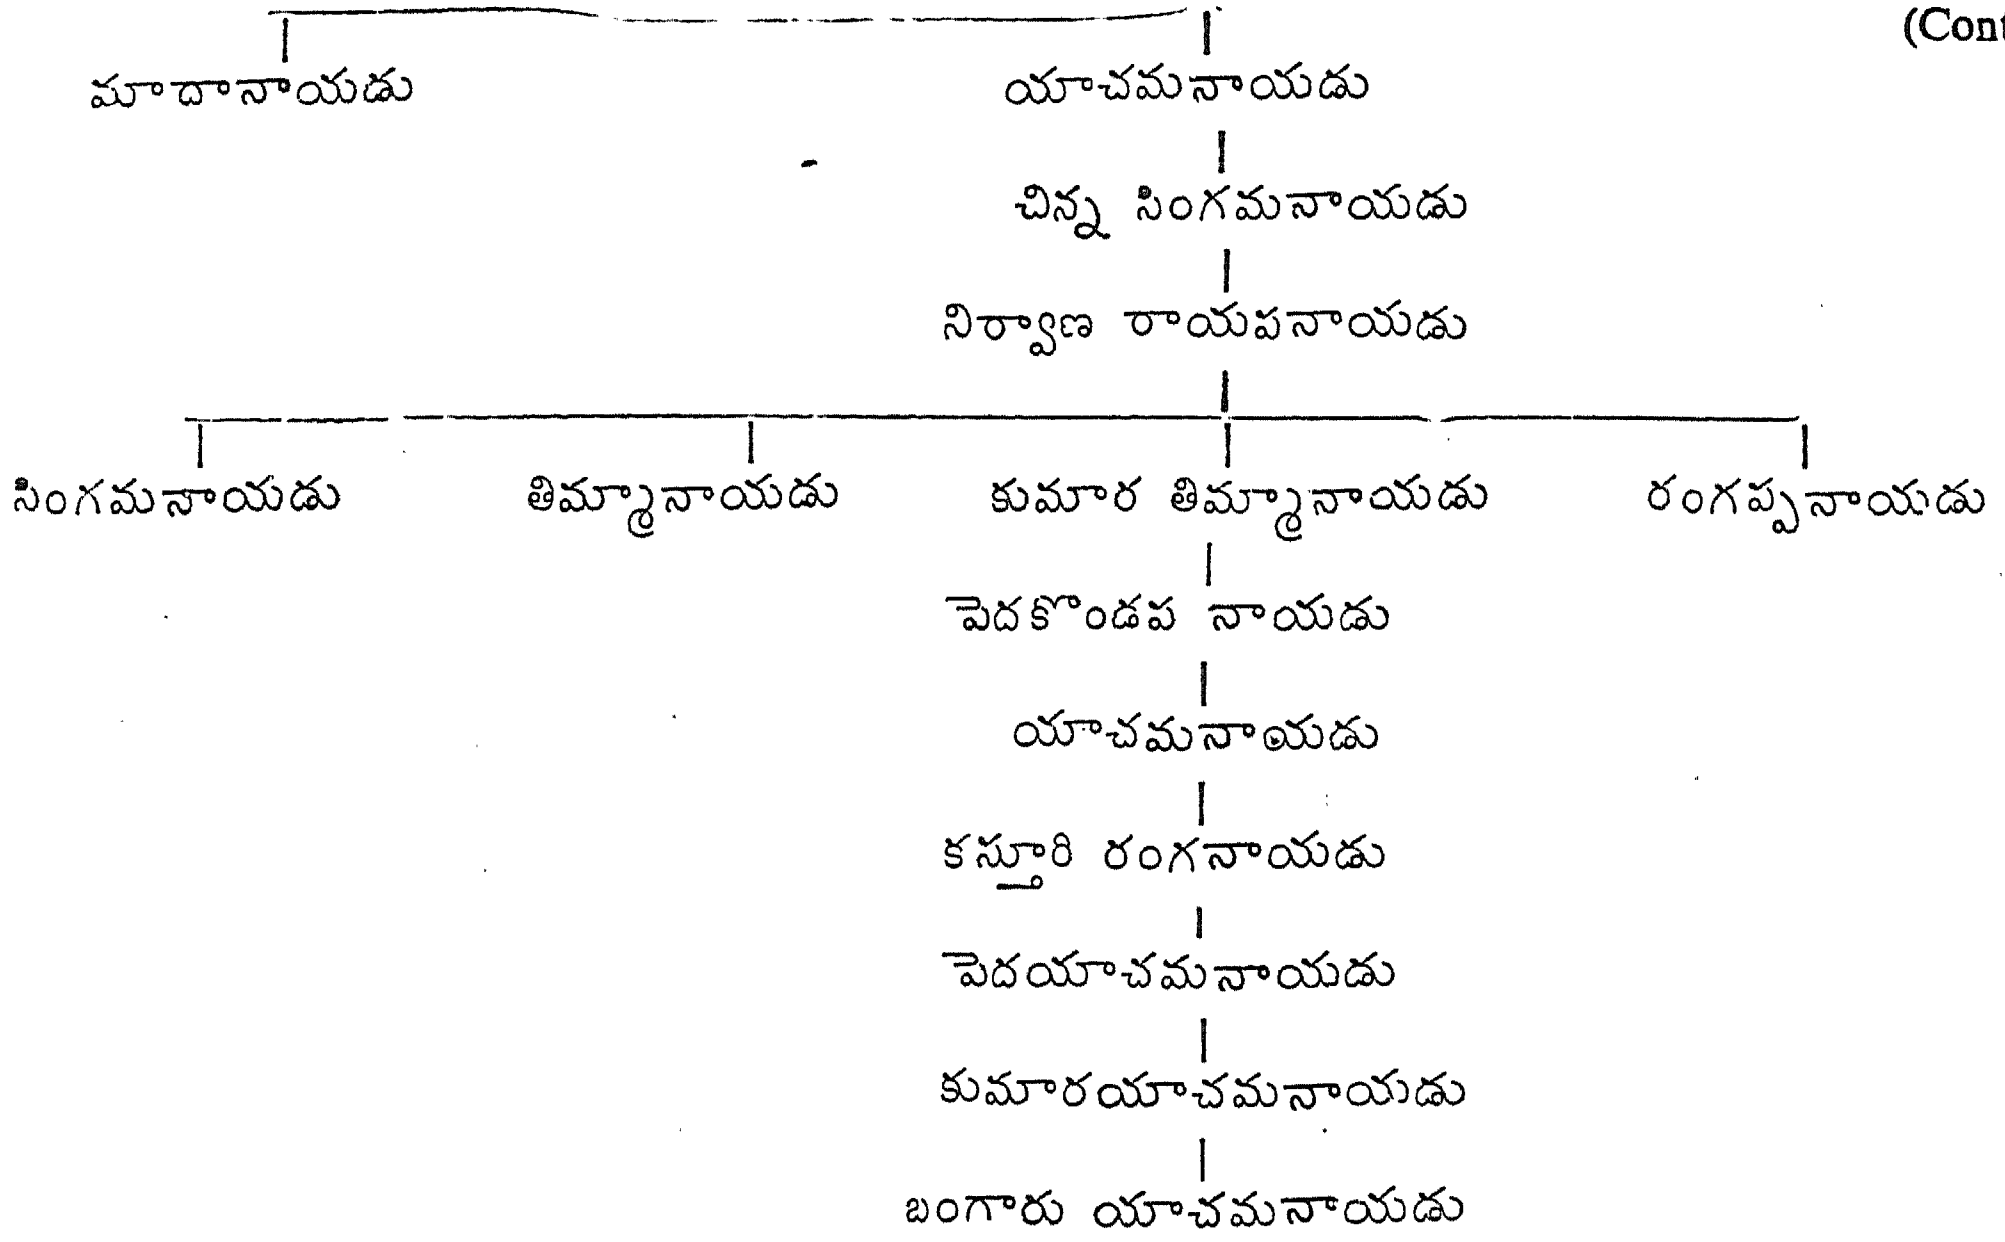 (Cont
మాదానాయడు యాచమనాయడు
చిన్న సింగమనాయడు
నిర్వాణ రాయపనాయడు
సింగమనాయడు తిమ్మానాయడు కుమార తిమ్మానాయడు రంగప్పనాయడు
పెదకొండప నాయడు
యాచమనాయడు
కస్తూరి రంగనాయడు
పెదయాచమనాయడు
కుమారయాచమనాయడు
బంగారు యాచమనాయడు